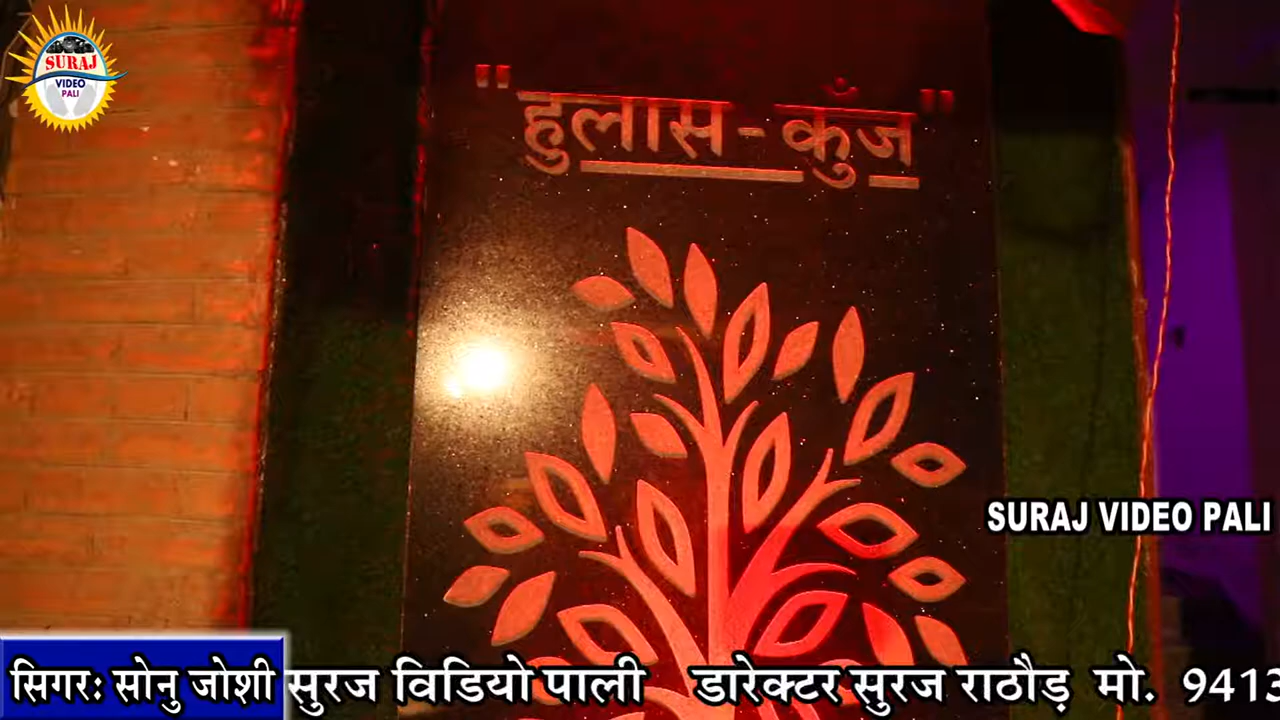 SURAJ
VIDEO
PALI
"हुलास-कुंज"
SURAJ VIDEO PALI
सिगरः सोनु जोशी सुरज विडियो पाली डारेक्टर सुरज राठौड़ मो. 9413